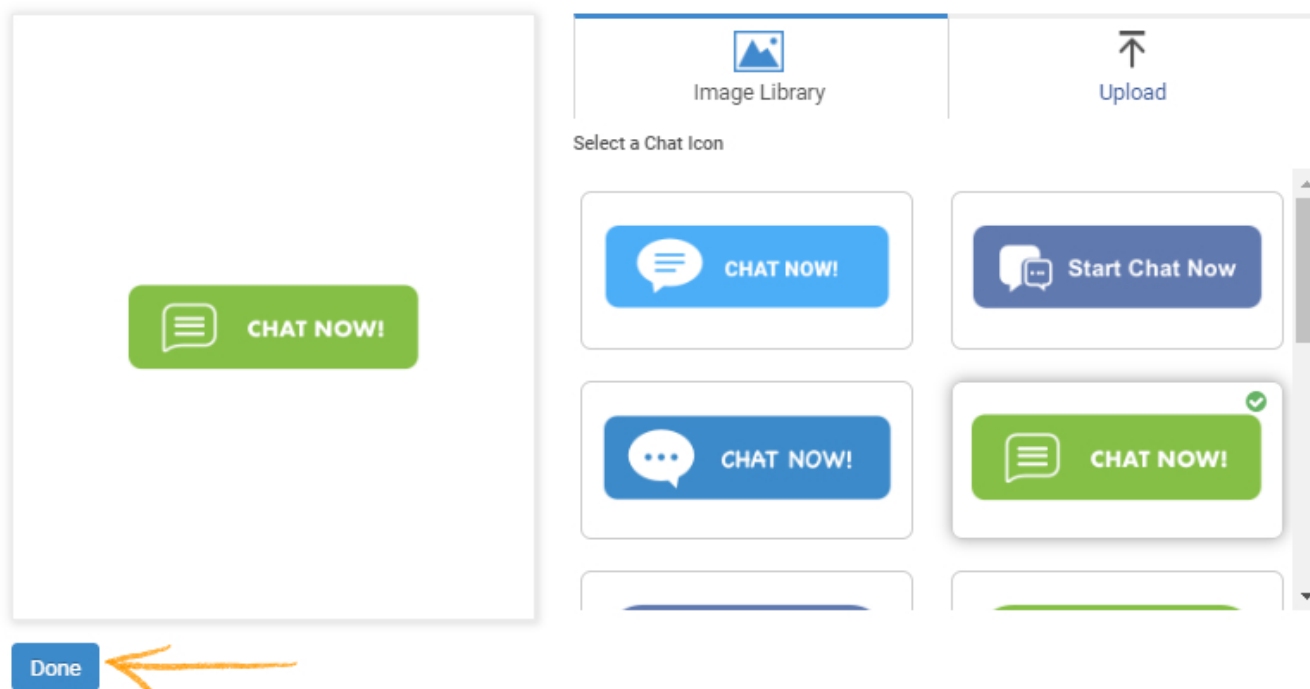 Image Library
Upload
Select a Chat Icon
CHAT NOW!
Start Chat Now
CHAT NOW!
CHAT NOW!
CHAT NOW!
Done